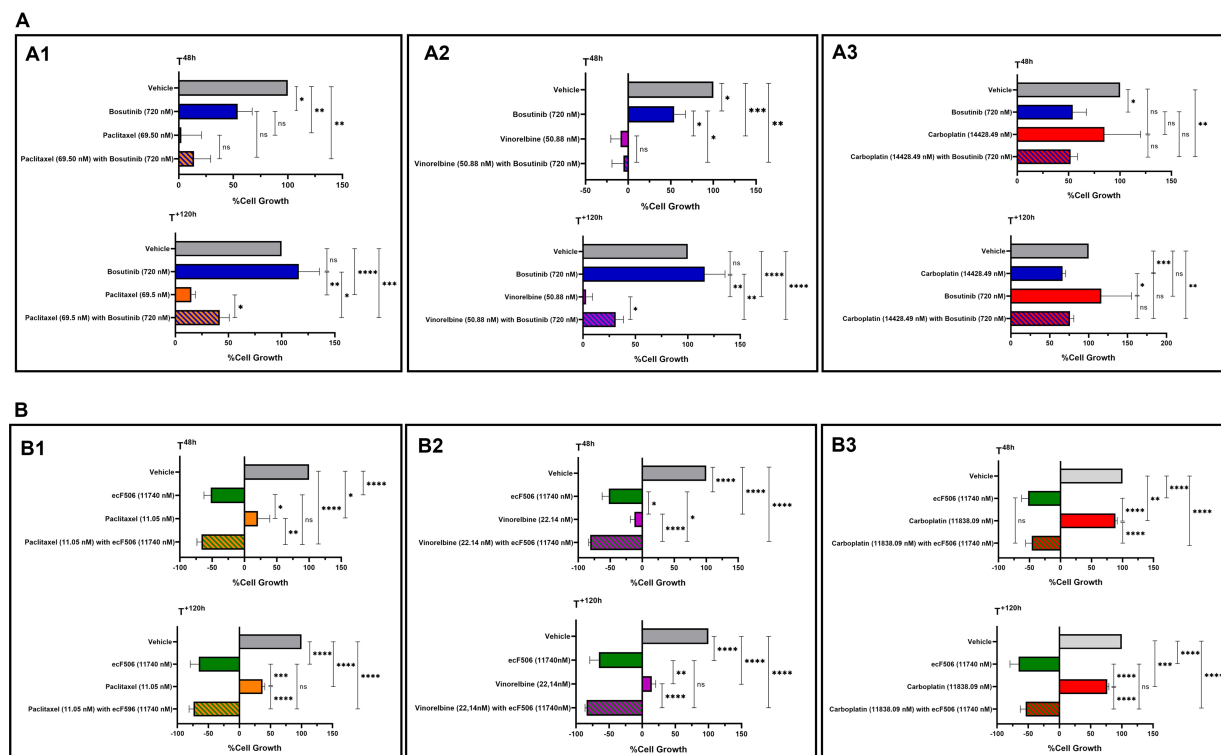 A
A1
T48h
Vehicle
*
**
**
Bosutinib (720 nM)
ns
ns
Paclitaxel (69.50 nM)
ns
Paclitaxel (69.50 nM) with Bosutinib (720 nM)
0 50 100 150
%Cell Growth
T+120h
Vehicle
ns
****
***
Bosutinib (720 nM)
**
*
Paclitaxel (69.5 nM)
*
Paclitaxel (69.5 nM) with Bosutinib (720 nM)
0 50 100 150
%Cell Growth
A2
T48h
Vehicle
*
***
**
Bosutinib (720 nM)
*
*
Vinorelbine (50.88 nM)
ns
Vinorelbine (50.88 nM) with Bosutinib (720 nM)
-50 0 50 100 150
%Cell Growth
T+120h
Vehicle
ns
****
****
Bosutinib (720 nM)
**
**
Vinorelbine (50.88 nM)
*
Vinorelbine (50.88 nM) with Bosutinib (720 nM)
0 50 100 150
%Cell Growth
A3
T48h
Vehicle
*
ns
**
Bosutinib (720 nM)
ns
ns
Carboplatin (14428.49 nM)
ns
Carboplatin (14428.49 nM) with Bosutinib (720 nM)
0 50 100 150
%Cell Growth
T+120h
Vehicle
***
ns
**
Carboplatin (14428.49 nM)
*
ns
Bosutinib (720 nM)
ns
Carboplatin (14428.49 nM) with Bosutinib (720 nM)
0 50 100 150 200
%Cell Growth
B
B1
T48h
Vehicle
****
*
****
ecF506 (11740 nM)
*
ns
Paclitaxel (11.05 nM)
**
Paclitaxel (11.05 nM) with ecF506 (11740 nM)
-100 -50 0 50 100 150
%Cell Growth
T+120h
Vehicle
****
****
****
ecF506 (11740 nM)
***
ns
Paclitaxel (11.05 nM)
****
Paclitaxel (11.05 nM) with ecF596 (11740 nM)
-100 -50 0 50 100 150
%Cell Growth
B2
T48h
Vehicle
****
****
****
ecF506 (11740 nM)
*
*
Vinorelbine (22.14 nM)
****
Vinorelbine (22.14 nM) with ecF506 (11740 nM)
-100 -50 0 50 100 150
%Cell Growth
T+120h
Vehicle
****
****
****
ecF506 (11740nM)
**
ns
Vinorelbine (22,14nM)
****
Vinorelbine (22,14nM) with ecF506 (11740nM)
-100 -50 0 50 100 150
%Cell Growth
B3
T48h
Vehicle
****
**
****
ecF506 (11740 nM)
ns
****
Carboplatin (11838.09 nM)
****
Carboplatin (11838.09 nM) with ecF506 (11740 nM)
-100 -50 0 50 100 150
%Cell Growth
T+120h
Vehicle
****
***
****
ecF506 (11740 nM)
****
ns
Carboplatin (11838.09 nM)
****
Carboplatin (11838.09 nM) with ecF506 (11740 nM)
-100 -50 0 50 100 150
%Cell Growth